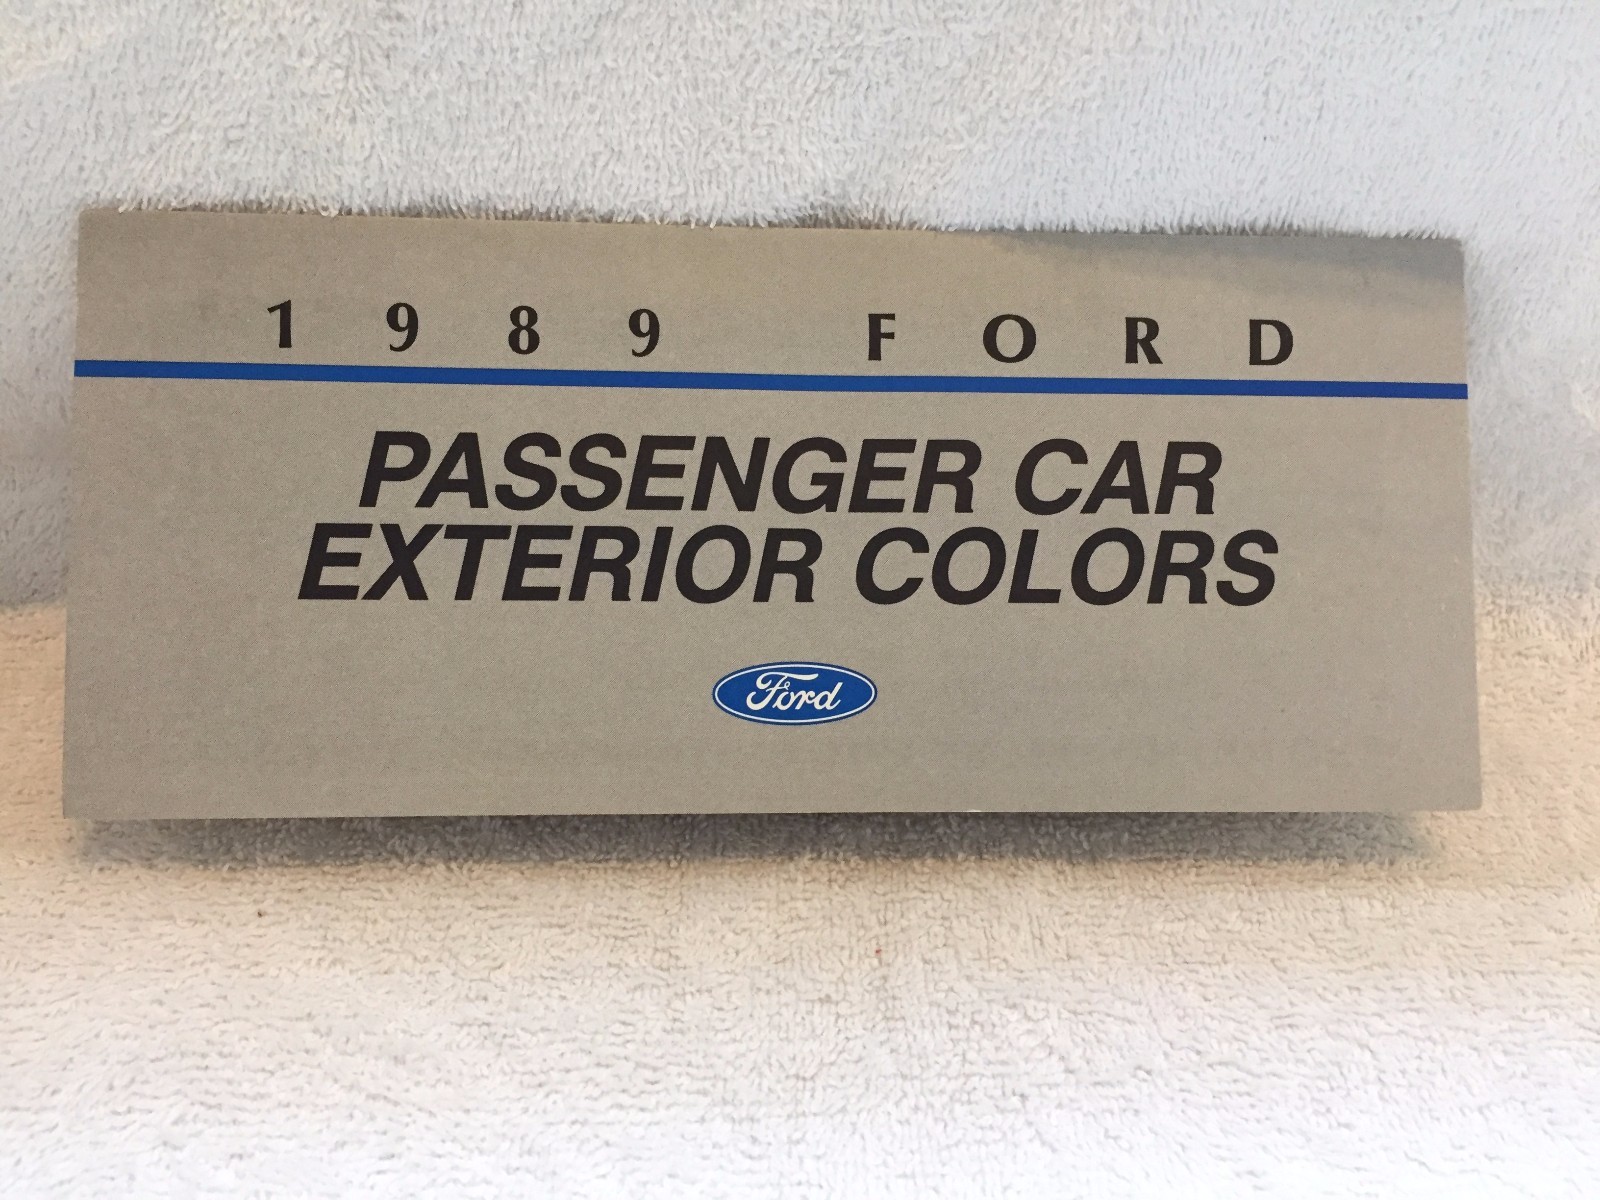 1989 FORD
PASSENGER CAR
EXTERIOR COLORS
Ford